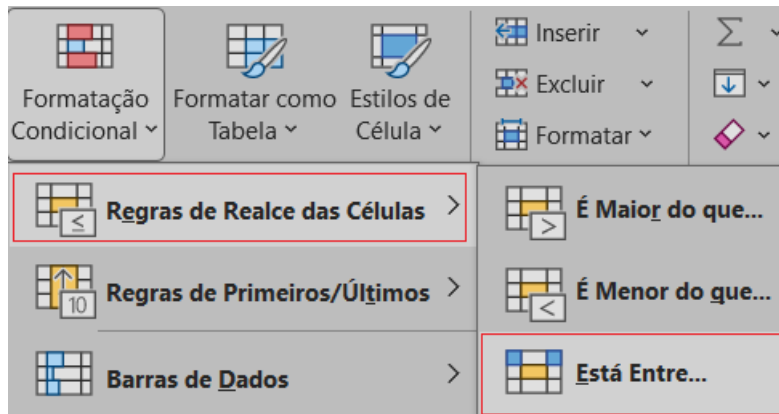 Formatação
Condicional
Formatar como
Tabela
Estilos de
Célula
Inserir
Excluir
Formatar
Regras de Realce das Células
Regras de Primeiros/Últimos
10
Barras de Dados
É Maior do que...
É Menor do que...
Está Entre...